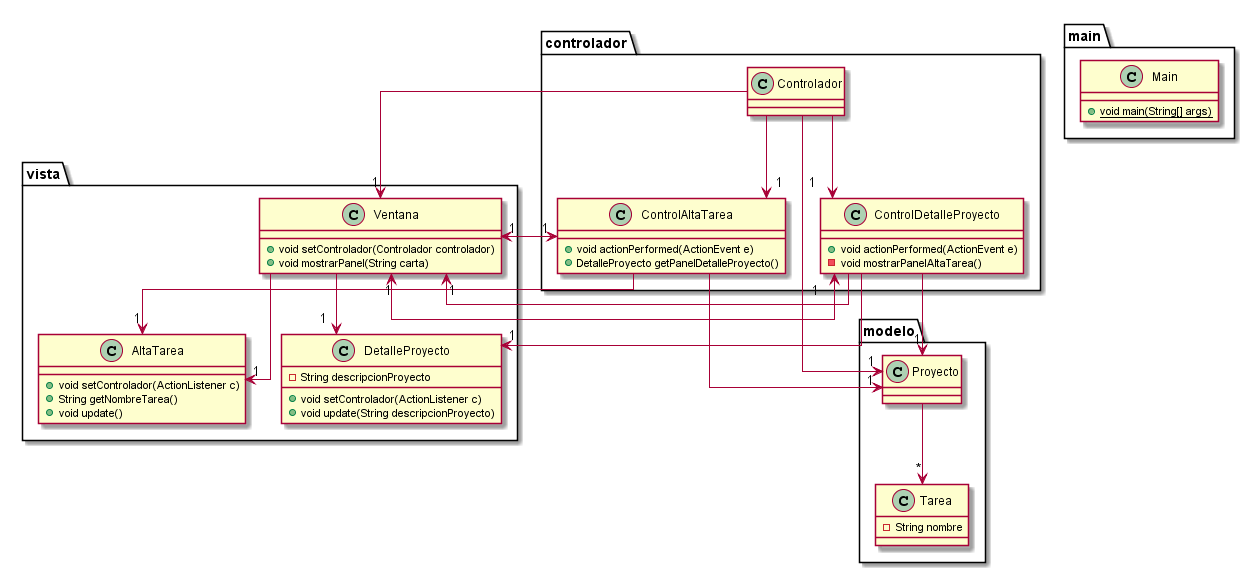 main
C Main
void main(String[] args)
controlador
C Controlador
1
1
1
C ControlAltaTarea
void actionPerformed(ActionEvent e)
DetalleProyecto getPanelDetalleProyecto()
C ControlDetalleProyecto
void actionPerformed(ActionEvent e)
void mostrarPanelAltaTarea()
vista
C Ventana
void setControlador(Controlador controlador)
void mostrarPanel(String carta)
1
1
1
1
1
1
1
1
1
C AltaTarea
void setControlador(ActionListener c)
String getNombreTarea()
void update()
C DetalleProyecto
String descripcionProyecto
void setControlador(ActionListener c)
void update(String descripcionProyecto)
modelo
1
1
1
C Proyecto
*
C Tarea
String nombre